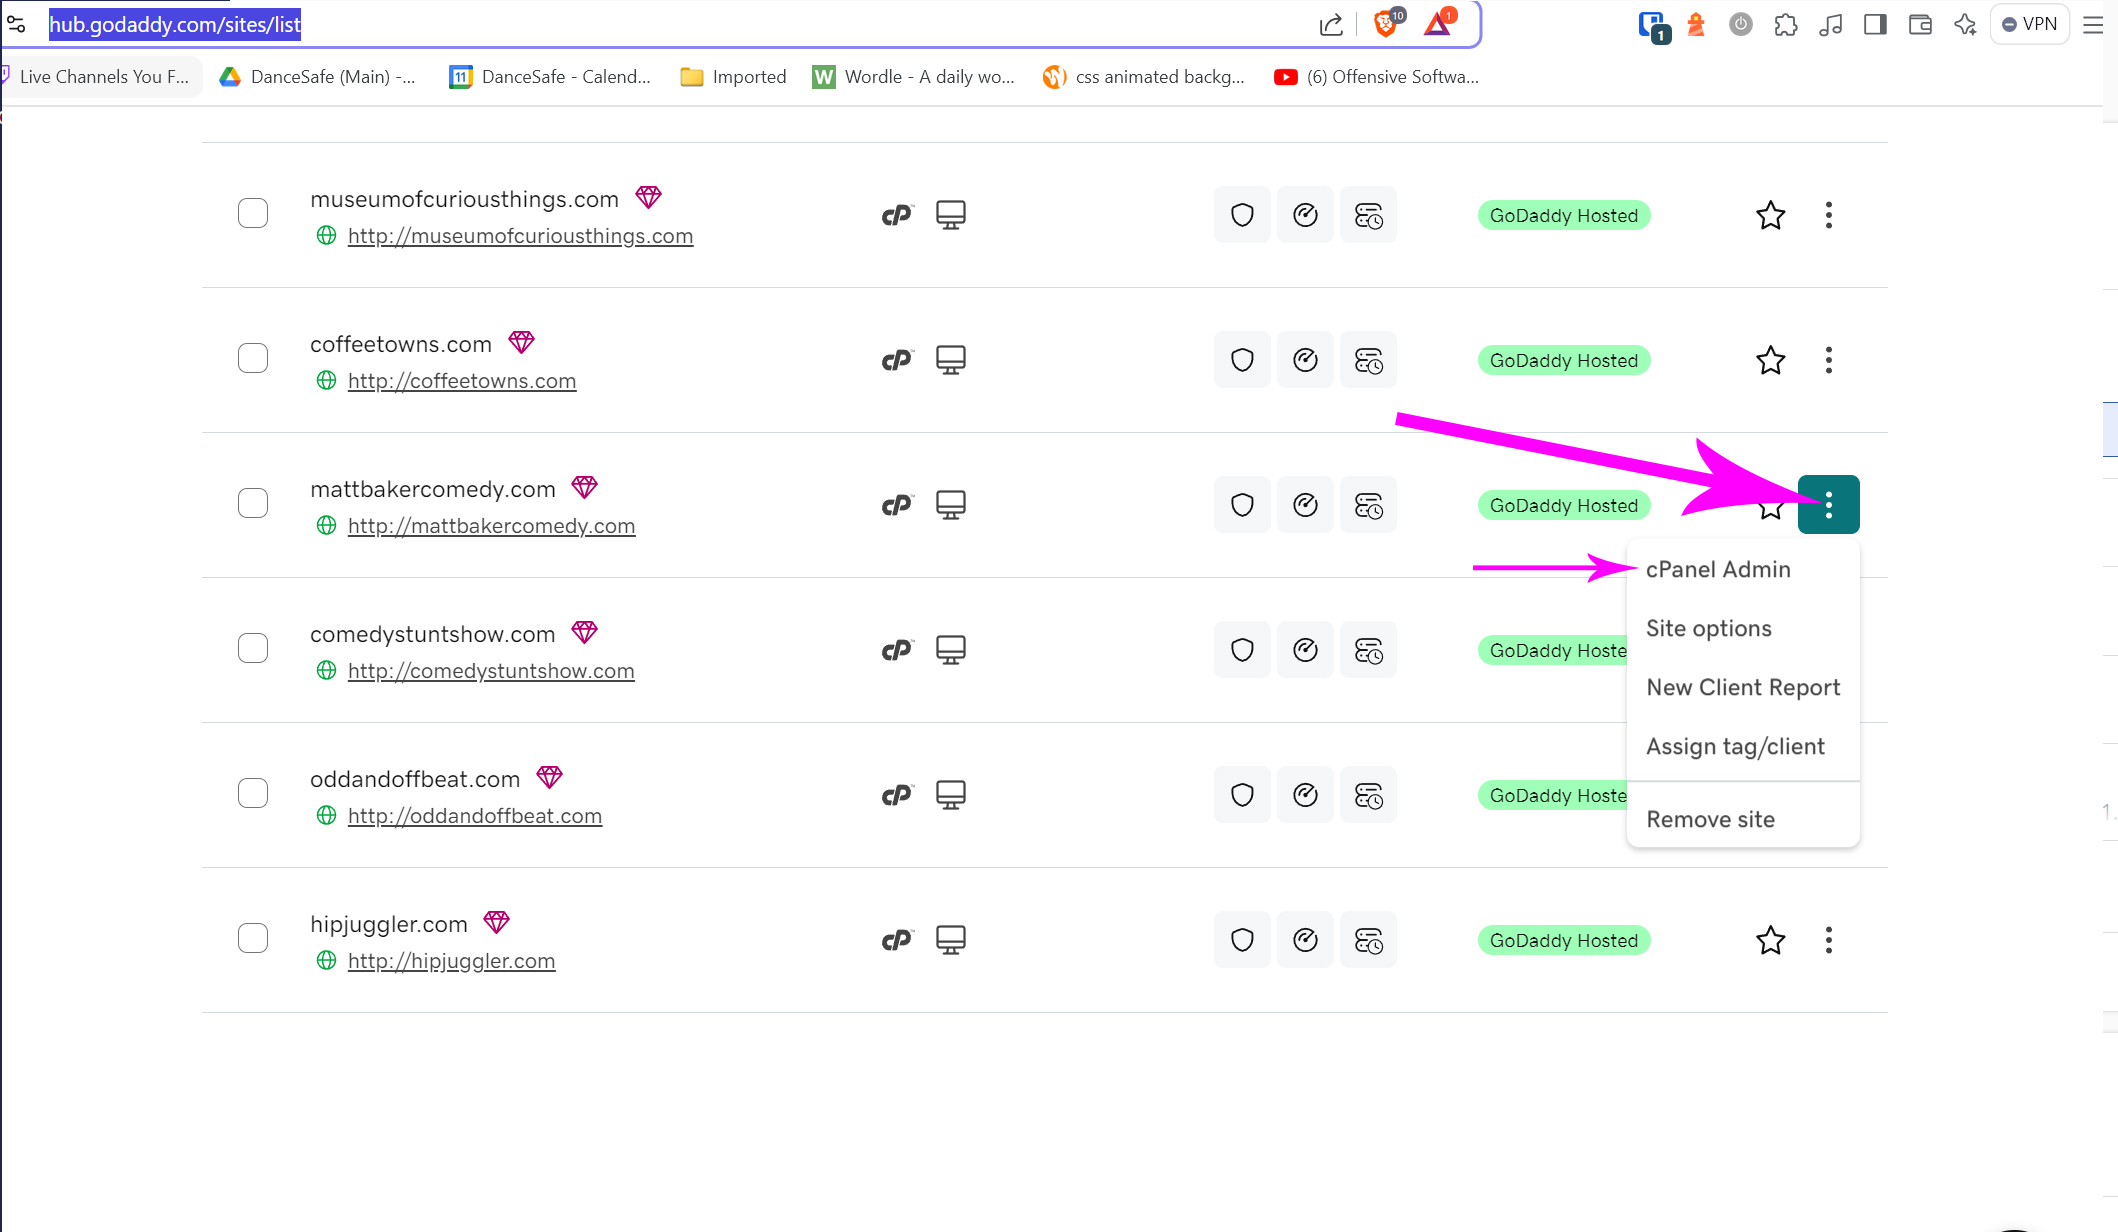 hub.godaddy.com/sites/list
10
1
1
VPN
Live Channels You F...
DanceSafe (Main) -...
11
DanceSafe - Calend...
Imported
W
Wordle - A daily wo...
css animated backg...
(6) Offensive Softwa...
museumofcuriousthings.com
http://museumofcuriousthings.com
cP
GoDaddy Hosted
coffeetowns.com
http://coffeetowns.com
cP
GoDaddy Hosted
mattbakercomedy.com
http://mattbakercomedy.com
cP
GoDaddy Hosted
cPanel Admin
Site options
New Client Report
Assign tag/client
Remove site
comedystuntshow.com
http://comedystuntshow.com
cP
GoDaddy Hoste
oddandoffbeat.com
http://oddandoffbeat.com
cP
GoDaddy Hoste
1.
hipjuggler.com
http://hipjuggler.com
cP
GoDaddy Hosted